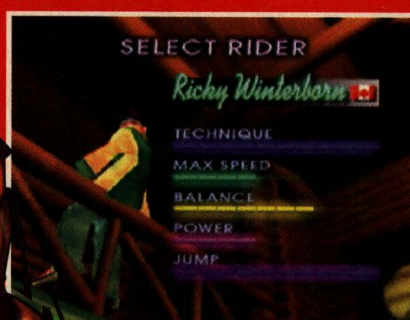 SELECT RIDER
Ricky Winterborn
TECHNIQUE
MAX SPEED
BALANCE
POWER
JUMP